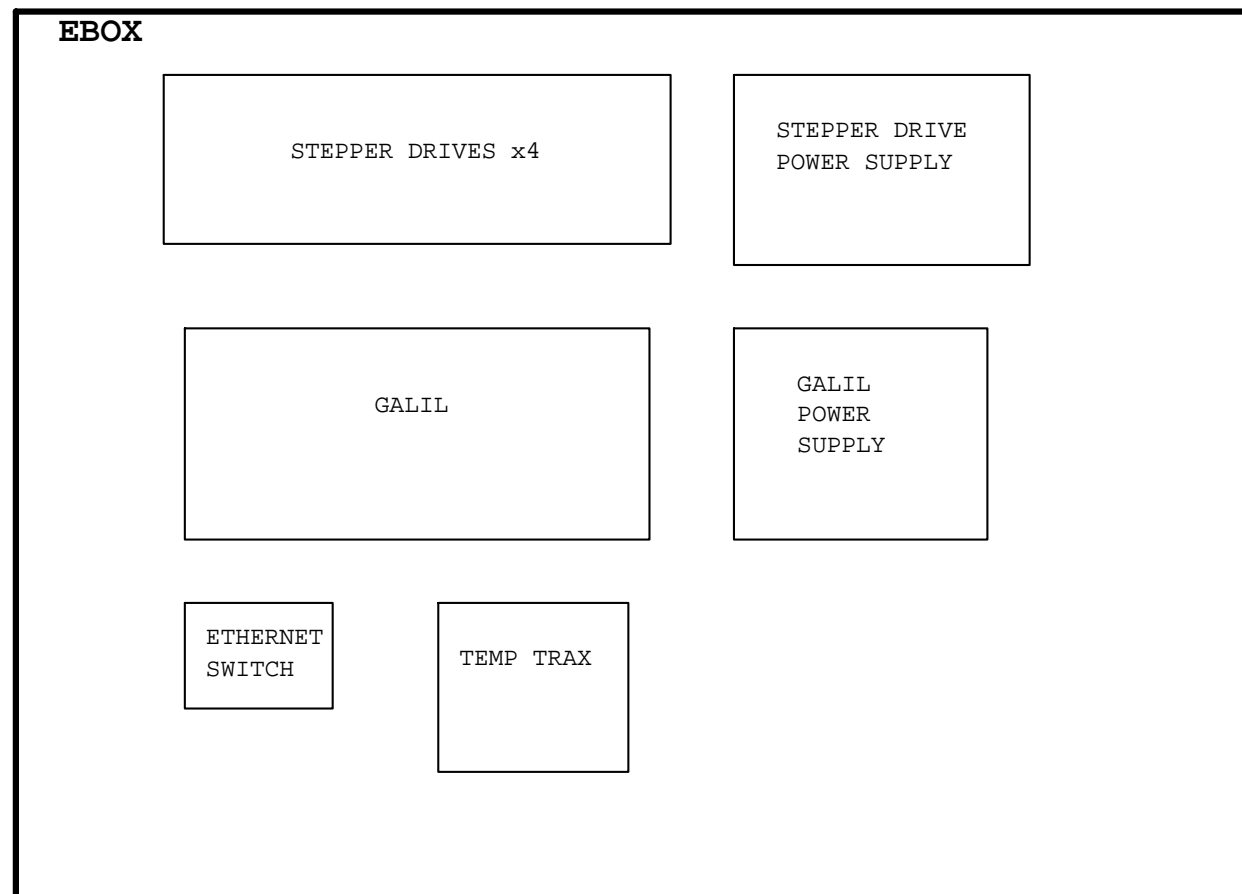 EBOX
STEPPER DRIVES x4
STEPPER DRIVE
POWER SUPPLY
GALIL
GALIL
POWER
SUPPLY
ETHERNET
SWITCH
TEMP TRAX